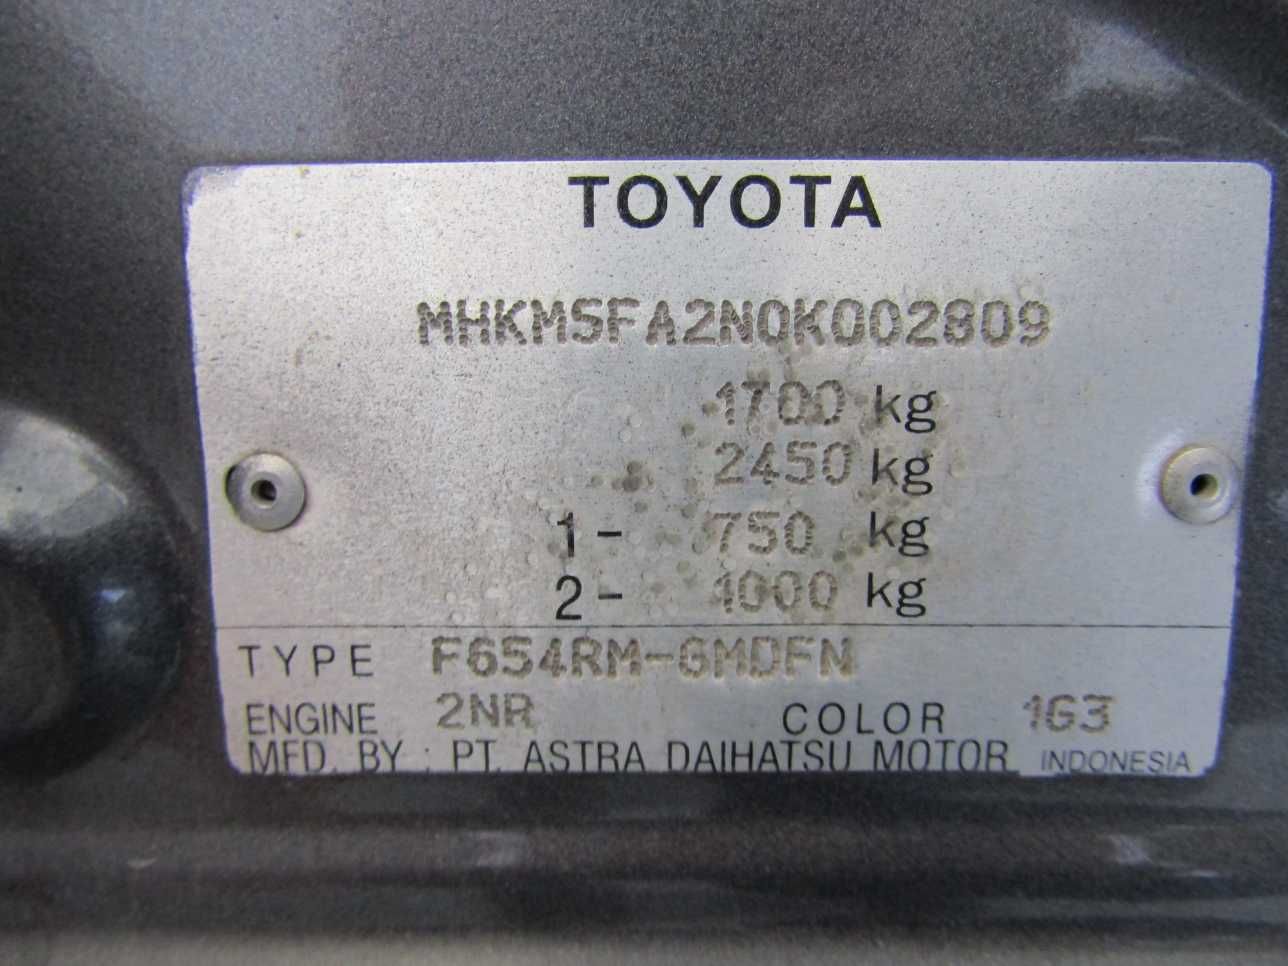 TOYOTA
MHKM5FA2N0K002809
1700 kg
2450 kg
1- 750 kg
2- 1000 kg
TYPE F654RM-GMDFN
ENGINE 2NR COLOR 1G3
MFD. BY : PT. ASTRA DAIHATSU MOTOR INDONESIA